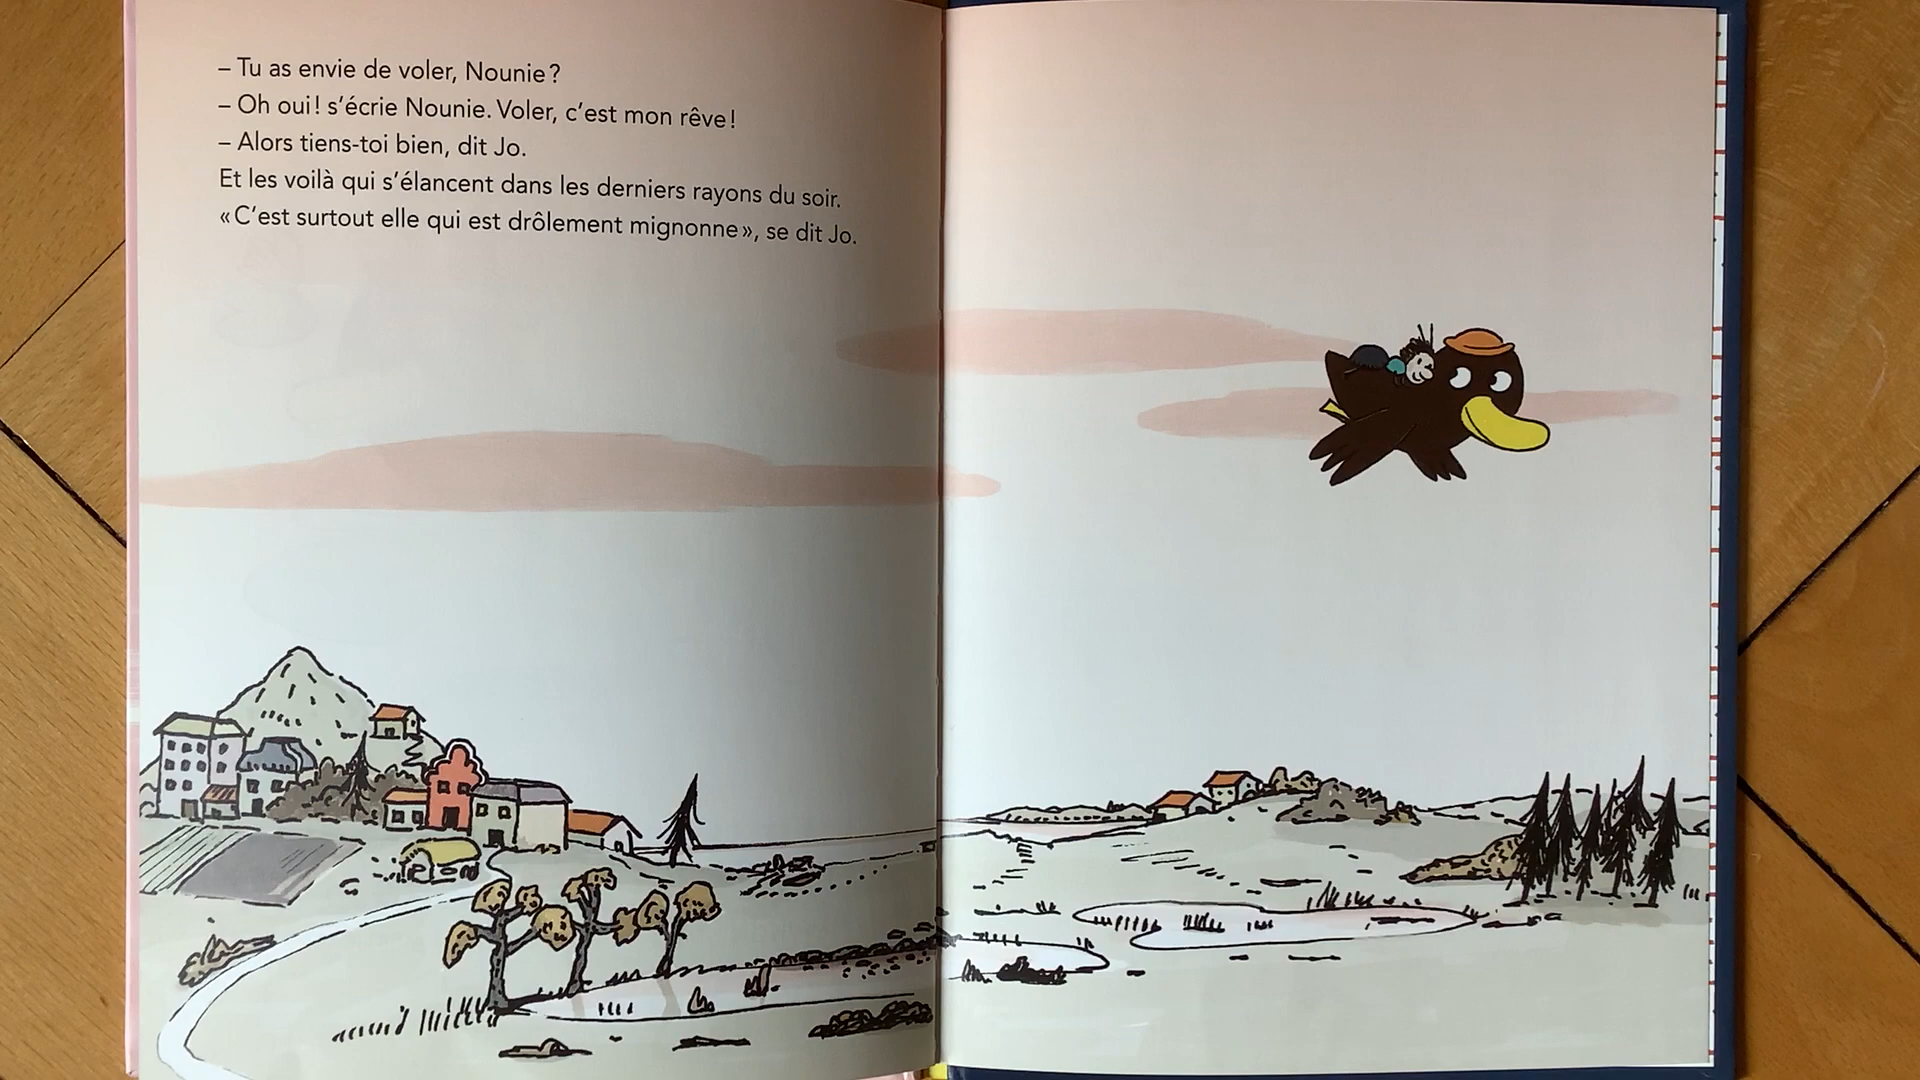 – Tu as envie de voler, Nounie ?
– Oh oui ! s’écrie Nounie. Voler, c’est mon rêve !
– Alors tiens-toi bien, dit Jo.
Et les voilà qui s’élancent dans les derniers rayons du soir.
« C’est surtout elle qui est drôlement mignonne », se dit Jo.